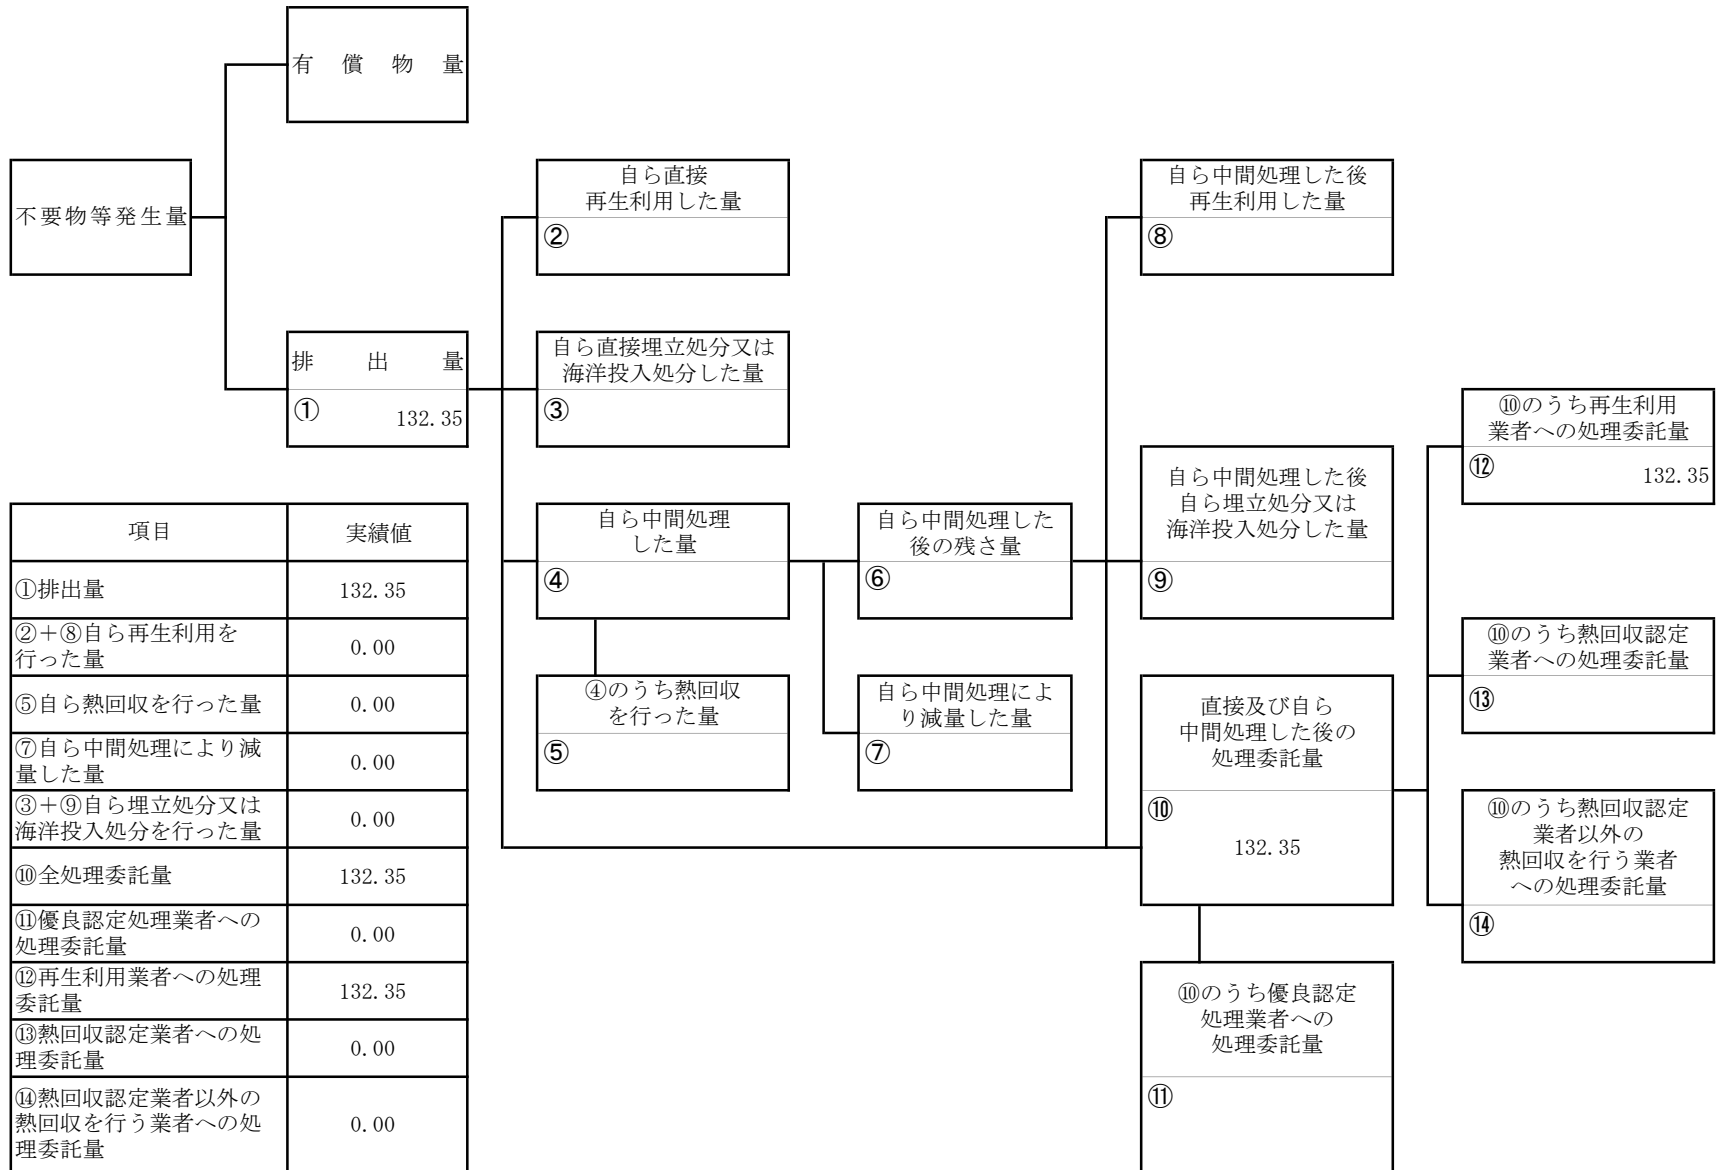 有償物量
不要物等発生量
排出量
①
132.35
自ら直接
再生利用した量
②
自ら直接埋立処分又は
海洋投入処分した量
③
自ら中間処理
した量
④
④のうち熱回収
を行った量
⑤
自ら中間処理した
後の残さ量
⑥
自ら中間処理によ
り減量した量
⑦
自ら中間処理した後
再生利用した量
⑧
自ら中間処理した後
自ら埋立処分又は
海洋投入処分した量
⑨
直接及び自ら
中間処理した後の
処理委託量
⑩
132.35
⑩のうち優良認定
処理業者への
処理委託量
⑪
⑩のうち再生利用
業者への処理委託量
⑫
132.35
⑩のうち熱回収認定
業者への処理委託量
⑬
⑩のうち熱回収認定
業者以外の
熱回収を行う業者
への処理委託量
⑭
項目 実績値
①排出量 132.35
②＋⑧自ら再生利用を
行った量 0.00
⑤自ら熱回収を行った量 0.00
⑦自ら中間処理により減
量した量 0.00
③＋⑨自ら埋立処分又は
海洋投入処分を行った量 0.00
⑩全処理委託量 132.35
⑪優良認定処理業者への
処理委託量 0.00
⑫再生利用業者への処理
委託量 132.35
⑬熱回収認定業者への処
理委託量 0.00
⑭熱回収認定業者以外の
熱回収を行う業者への処
理委託量 0.00